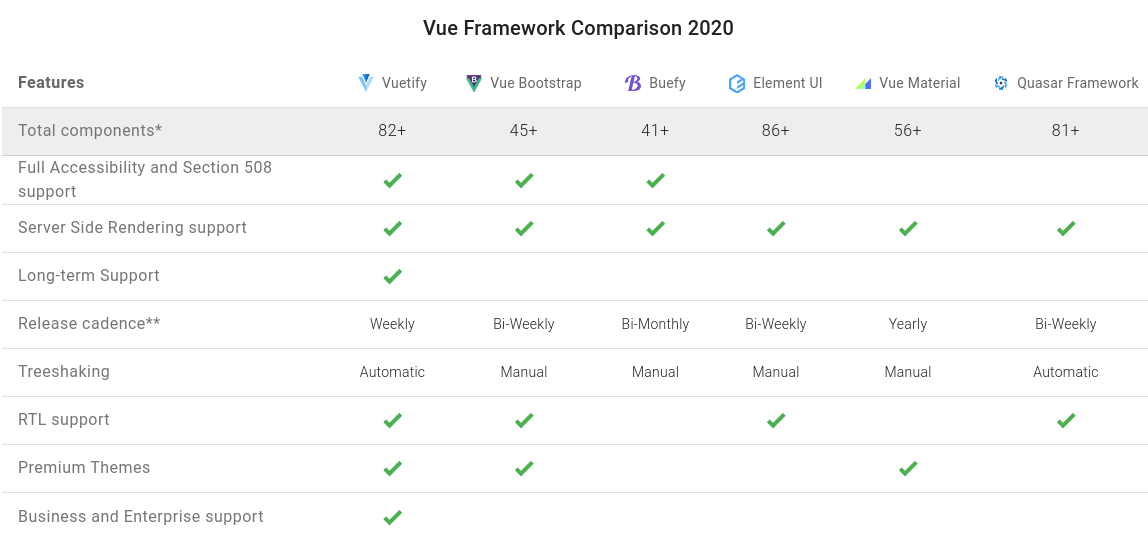 Vue Framework Comparison 2020
Features Vuetify Vue Bootstrap Buefy Element UI Vue Material Quasar Framework
Total components* 82+ 45+ 41+ 86+ 56+ 81+
Full Accessibility and Section 508
support
Server Side Rendering support
Long-term Support
Release cadence** Weekly Bi-Weekly Bi-Monthly Bi-Weekly Yearly Bi-Weekly
Treeshaking Automatic Manual Manual Manual Manual Automatic
RTL support
Premium Themes
Business and Enterprise support